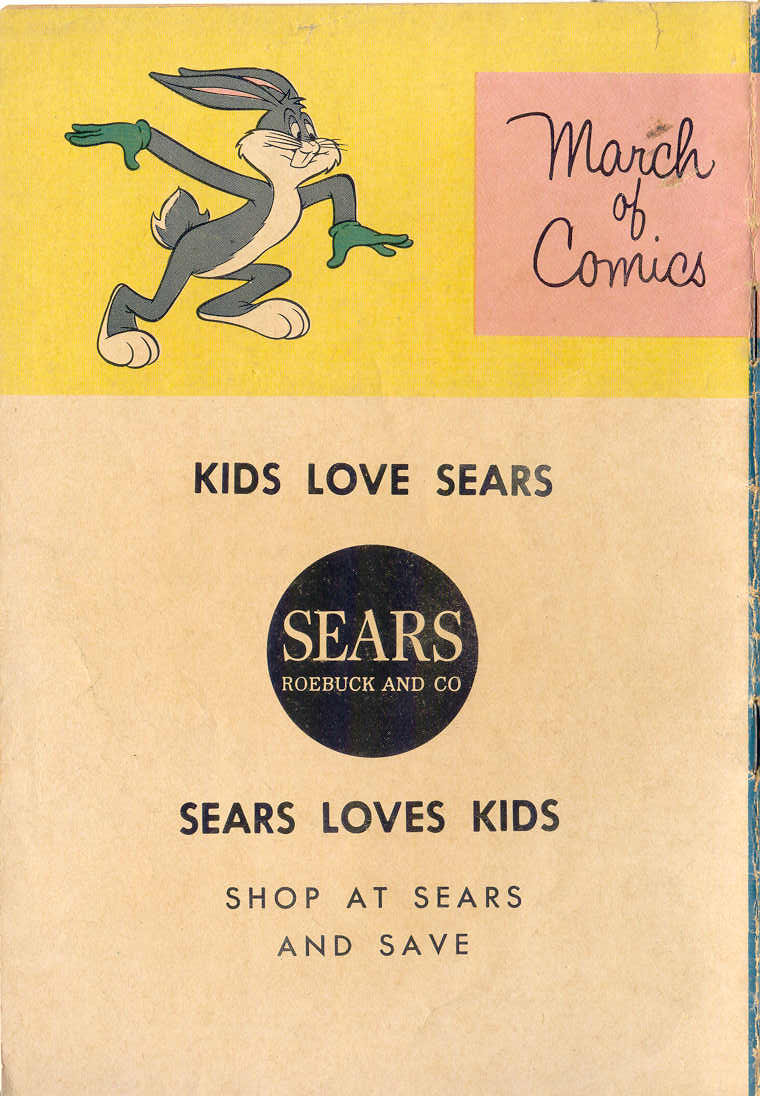 March
of
Comics
KIDS LOVE SEARS
SEARS
ROEBUCK AND CO
SEARS LOVES KIDS
SHOP AT SEARS
AND SAVE